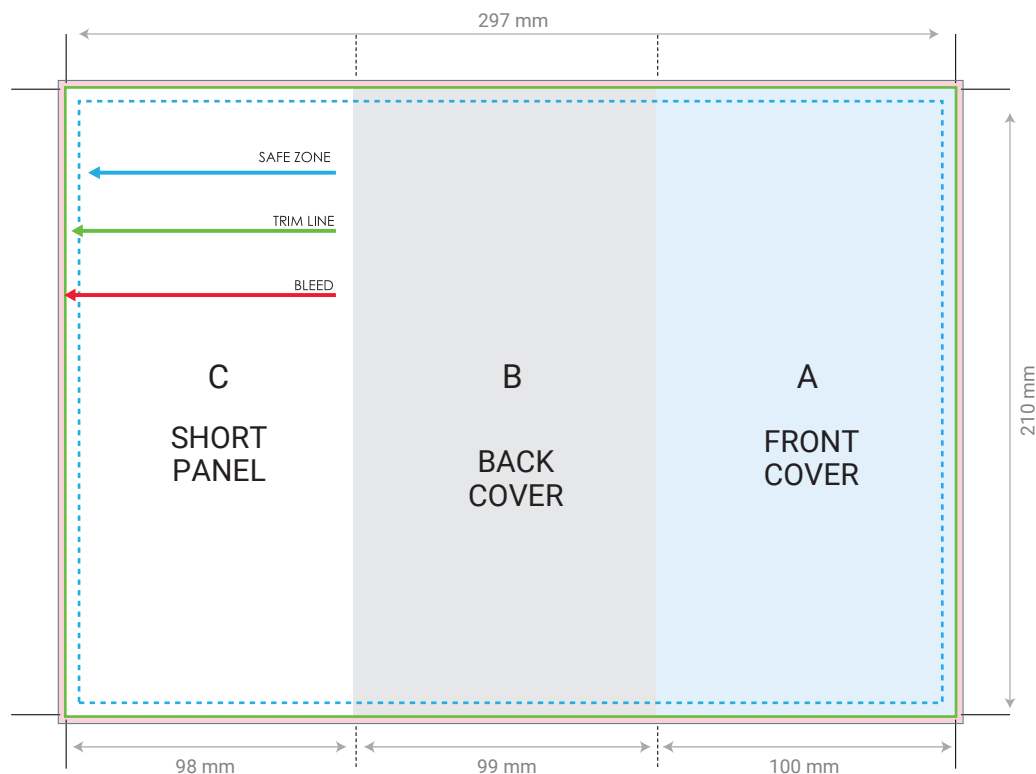 297 mm
SAFE ZONE
TRIM LINE
BLEED
C
SHORT
PANEL
B
BACK
COVER
A
FRONT
COVER
210 mm
98 mm
99 mm
100 mm